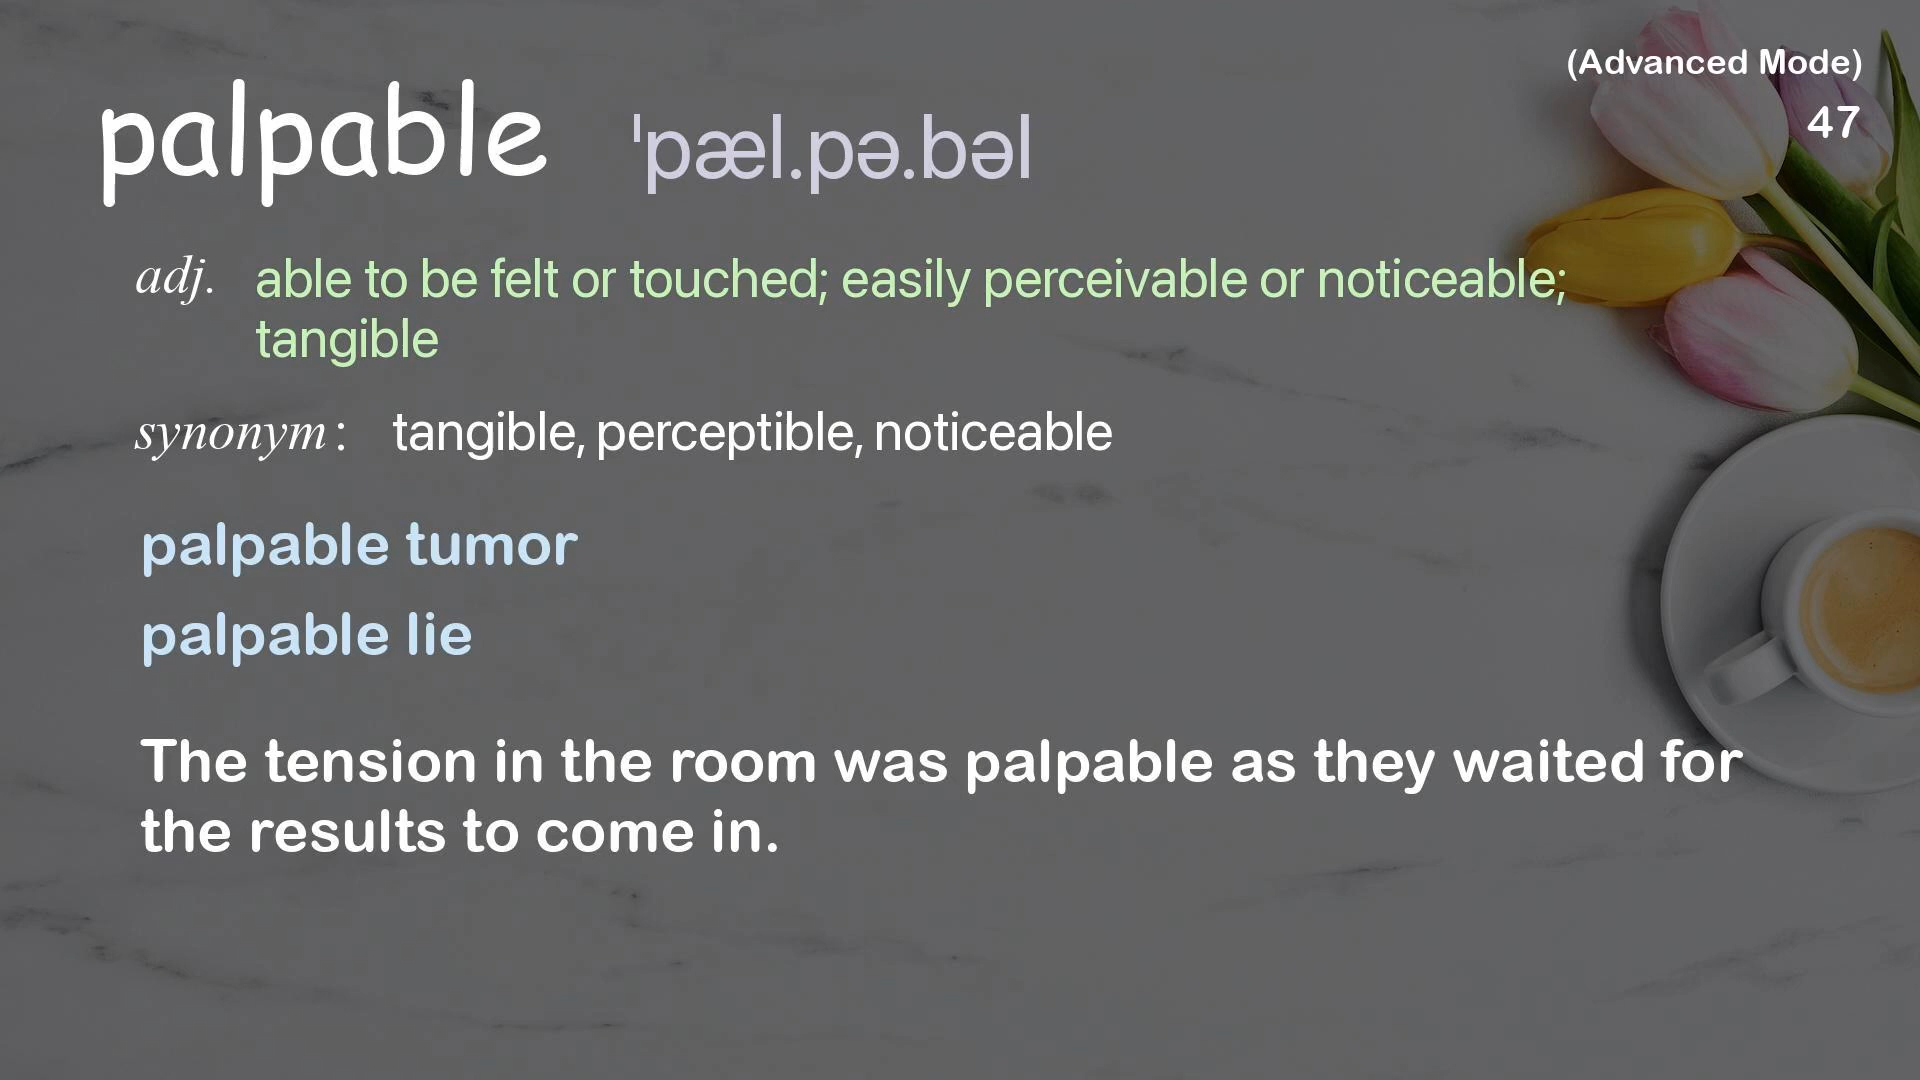 (Advanced Mode)
47
palpable ˈpæl.pə.bəl
adj. able to be felt or touched; easily perceivable or noticeable;
tangible
synonym: tangible, perceptible, noticeable
palpable tumor
palpable lie
The tension in the room was palpable as they waited for
the results to come in.